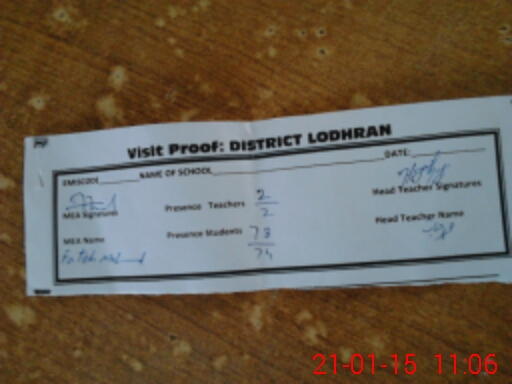 Visit Proof: DISTRICT LODHRAN
EMISCODE NAME OF SCHOOL DATE:
MEA Signatures Presence Teachers 2/2 Head Teacher Signatures
MEA Name Presence Students 73/74 Head Teacher Name
21-01-15 11:06